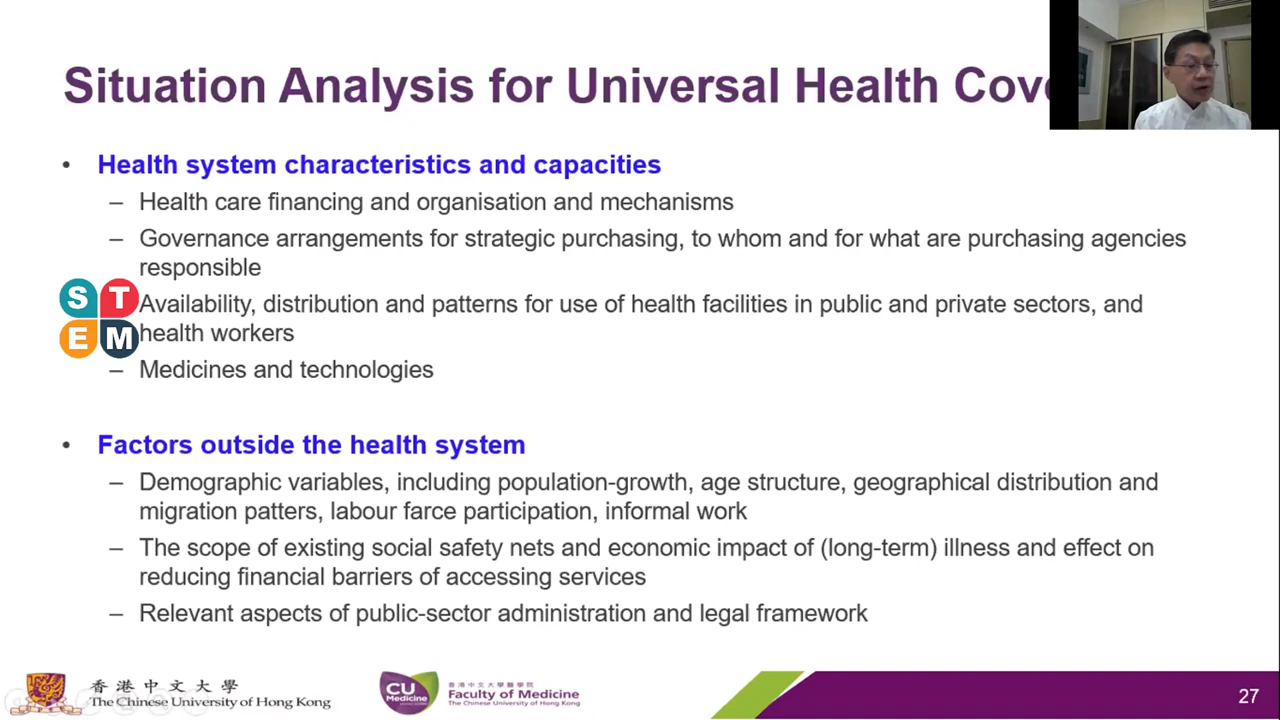 Situation Analysis for Universal Health Cov
• Health system characteristics and capacities
– Health care financing and organisation and mechanisms
– Governance arrangements for strategic purchasing, to whom and for what are purchasing agencies
responsible
S T
E M
Availability, distribution and patterns for use of health facilities in public and private sectors, and
health workers
– Medicines and technologies
• Factors outside the health system
– Demographic variables, including population-growth, age structure, geographical distribution and
migration patters, labour farce participation, informal work
– The scope of existing social safety nets and economic impact of (long-term) illness and effect on
reducing financial barriers of accessing services
– Relevant aspects of public-sector administration and legal framework
香港中文大學
The Chinese University of Hong Kong
CU
Medicine
香港中文大學醫學院
Faculty of Medicine
The Chinese University of Hong Kong
27